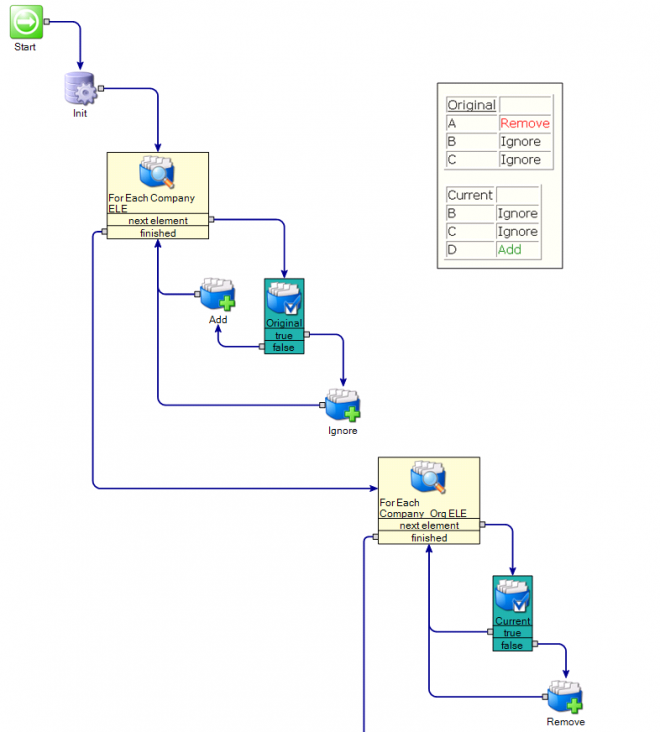 Start
Init
For Each Company
ELE
next element
finished
Add
Original
true
false
Ignore
Original
A Remove
B Ignore
C Ignore
Current
B Ignore
C Ignore
D Add
For Each
Company_Org ELE
next element
finished
Current
true
false
Remove